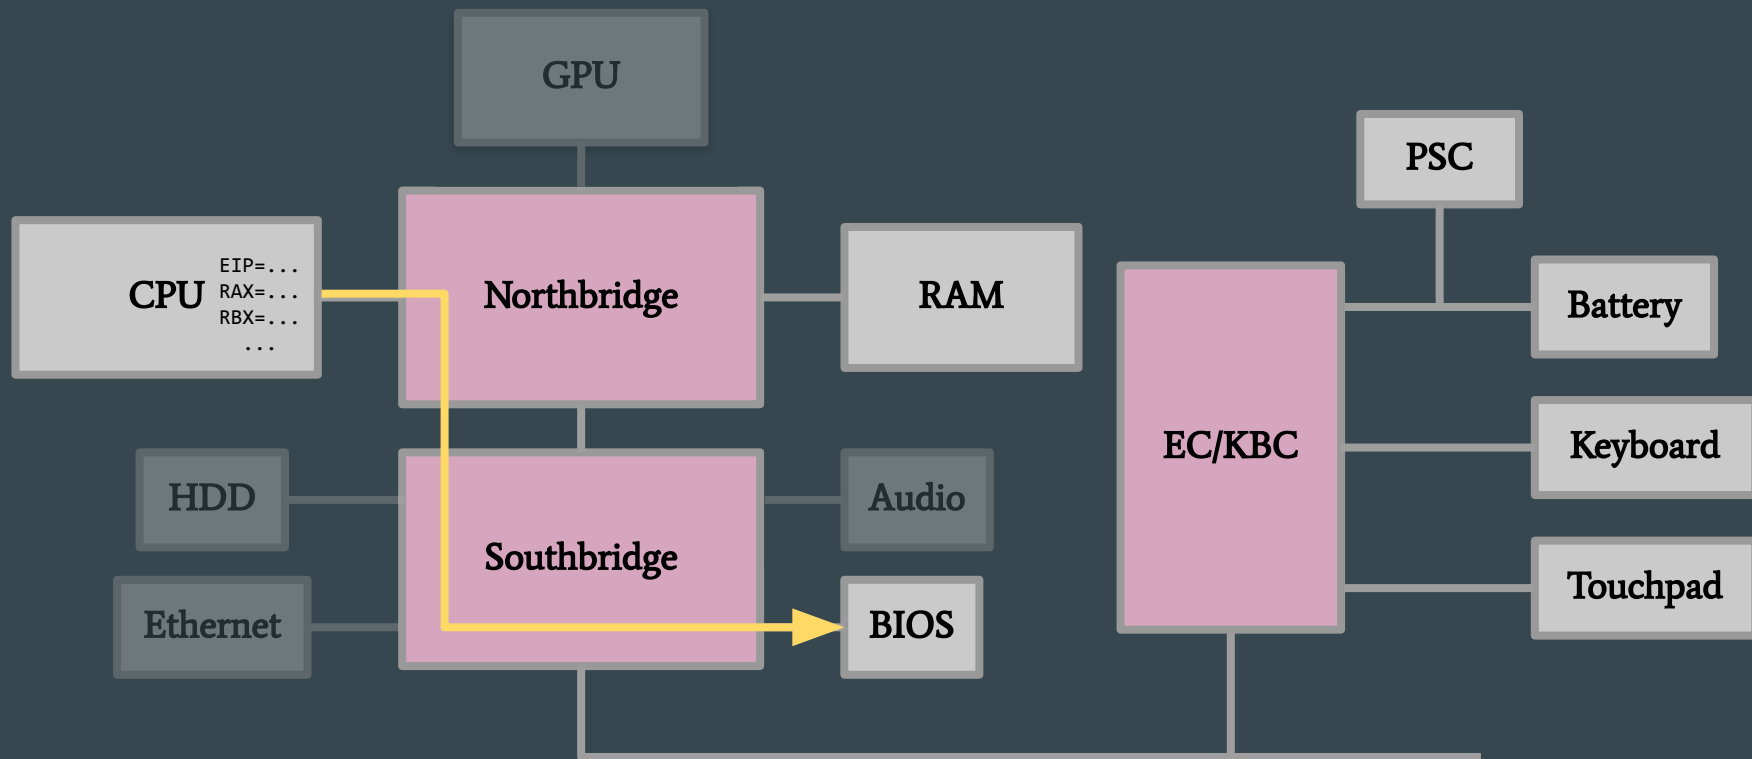 GPU
PSC
CPU
EIP=...
RAX=...
RBX=...
...
Northbridge
RAM
Battery
EC/KBC
Keyboard
HDD
Audio
Southbridge
Touchpad
Ethernet
BIOS